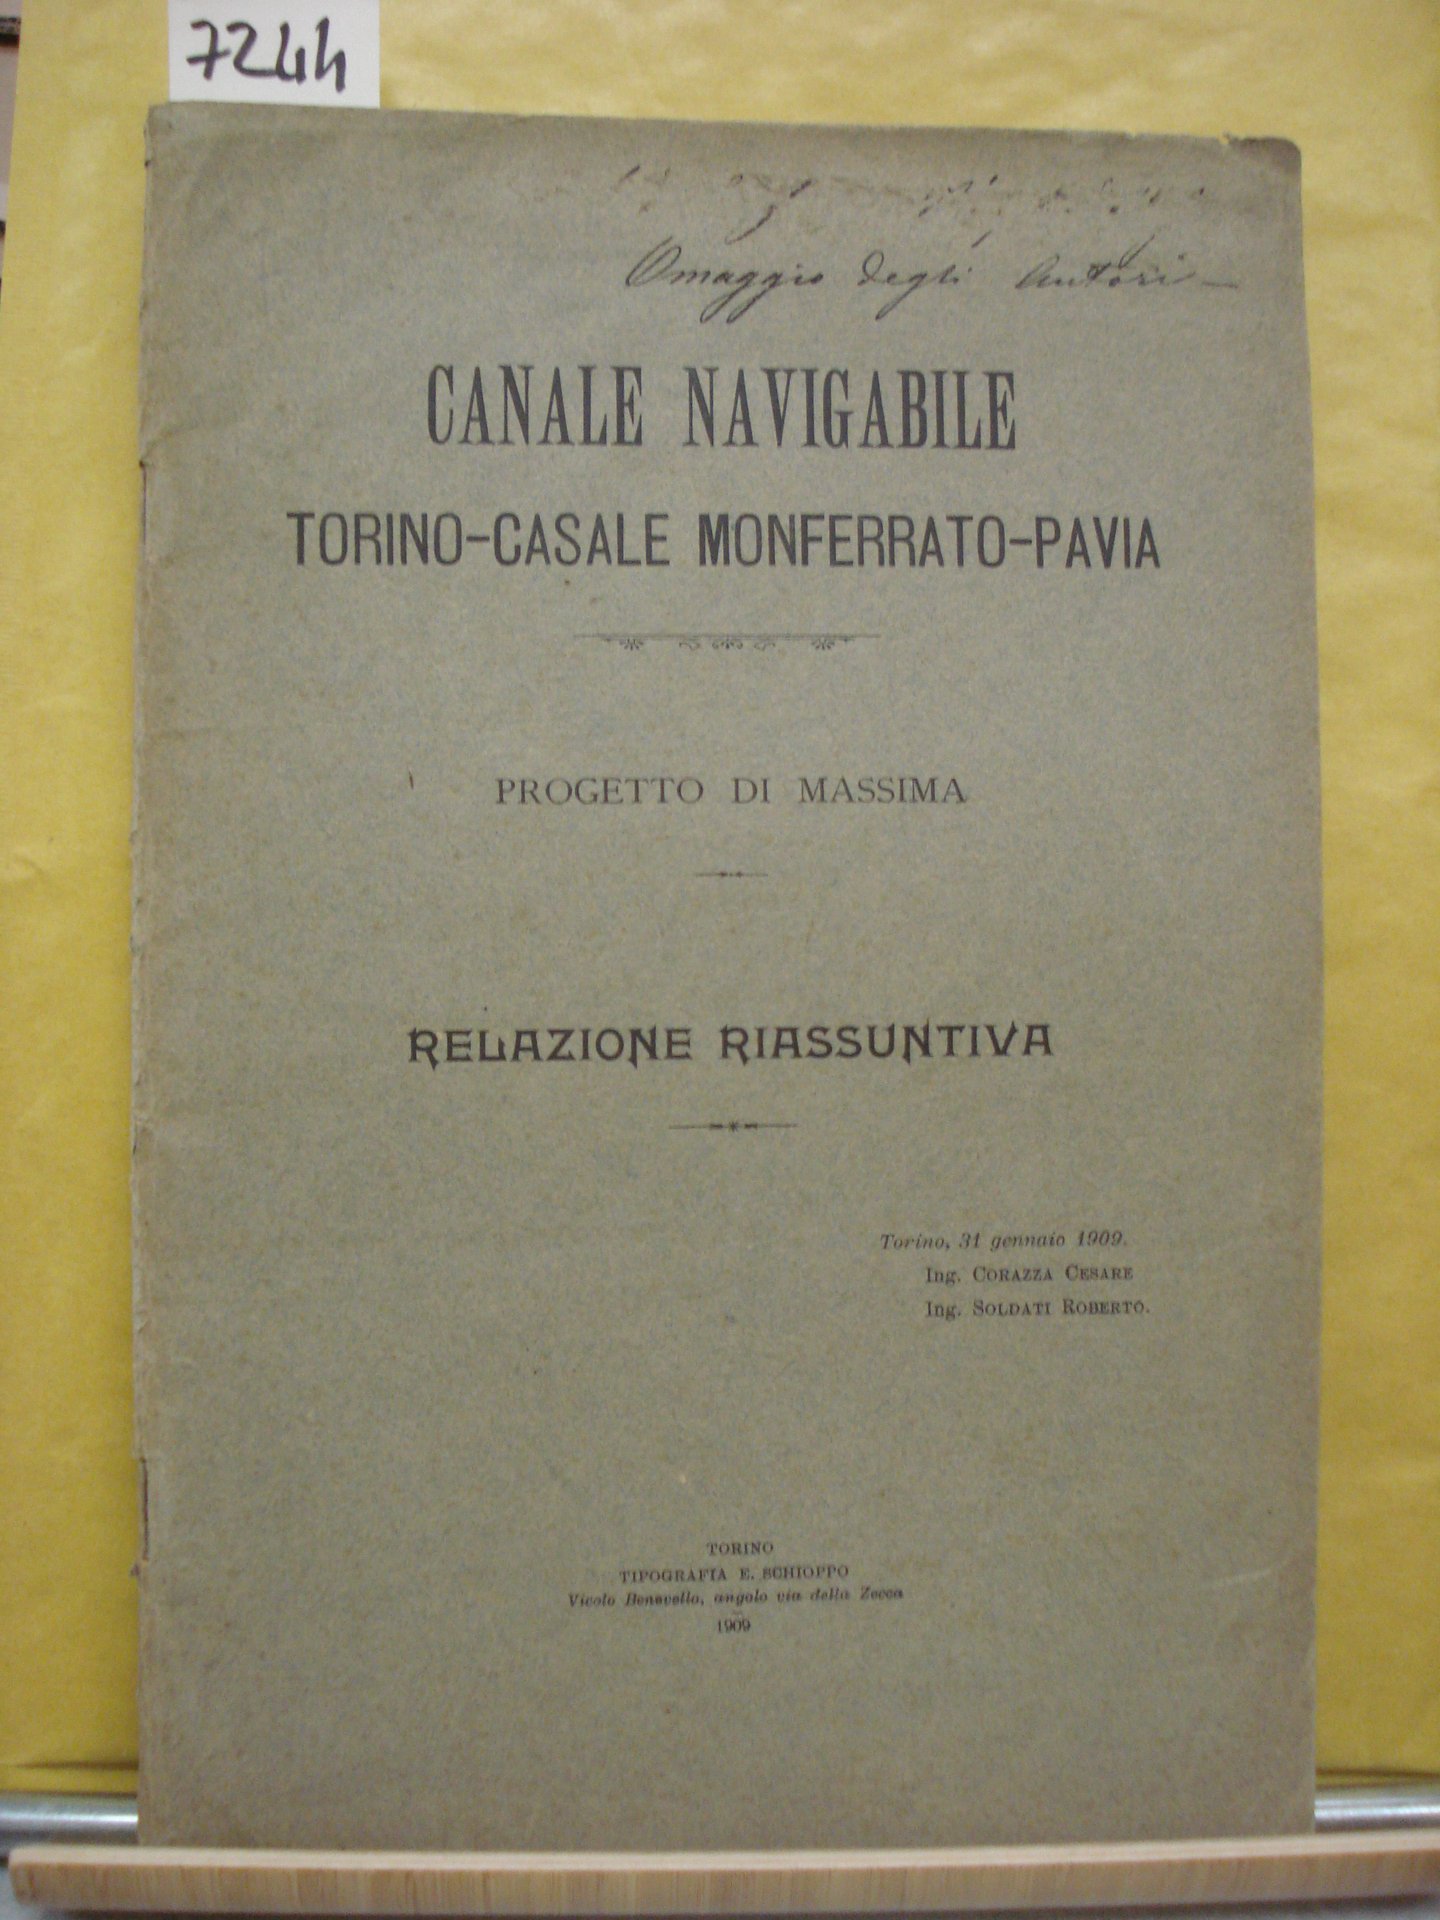 7244
Omaggio degli Autori -
CANALE NAVIGABILE
TORINO-CASALE MONFERRATO-PAVIA
PROGETTO DI MASSIMA
RELAZIONE RIASSUNTIVA
Torino, 31 gennaio 1909.
Ing. CORAZZA CESARE
Ing. SOLDATI ROBERTO.
TORINO
TIPOGRAFIA E. SCHIOPPO
Vicolo Benevello, angolo via della Zecca
1909